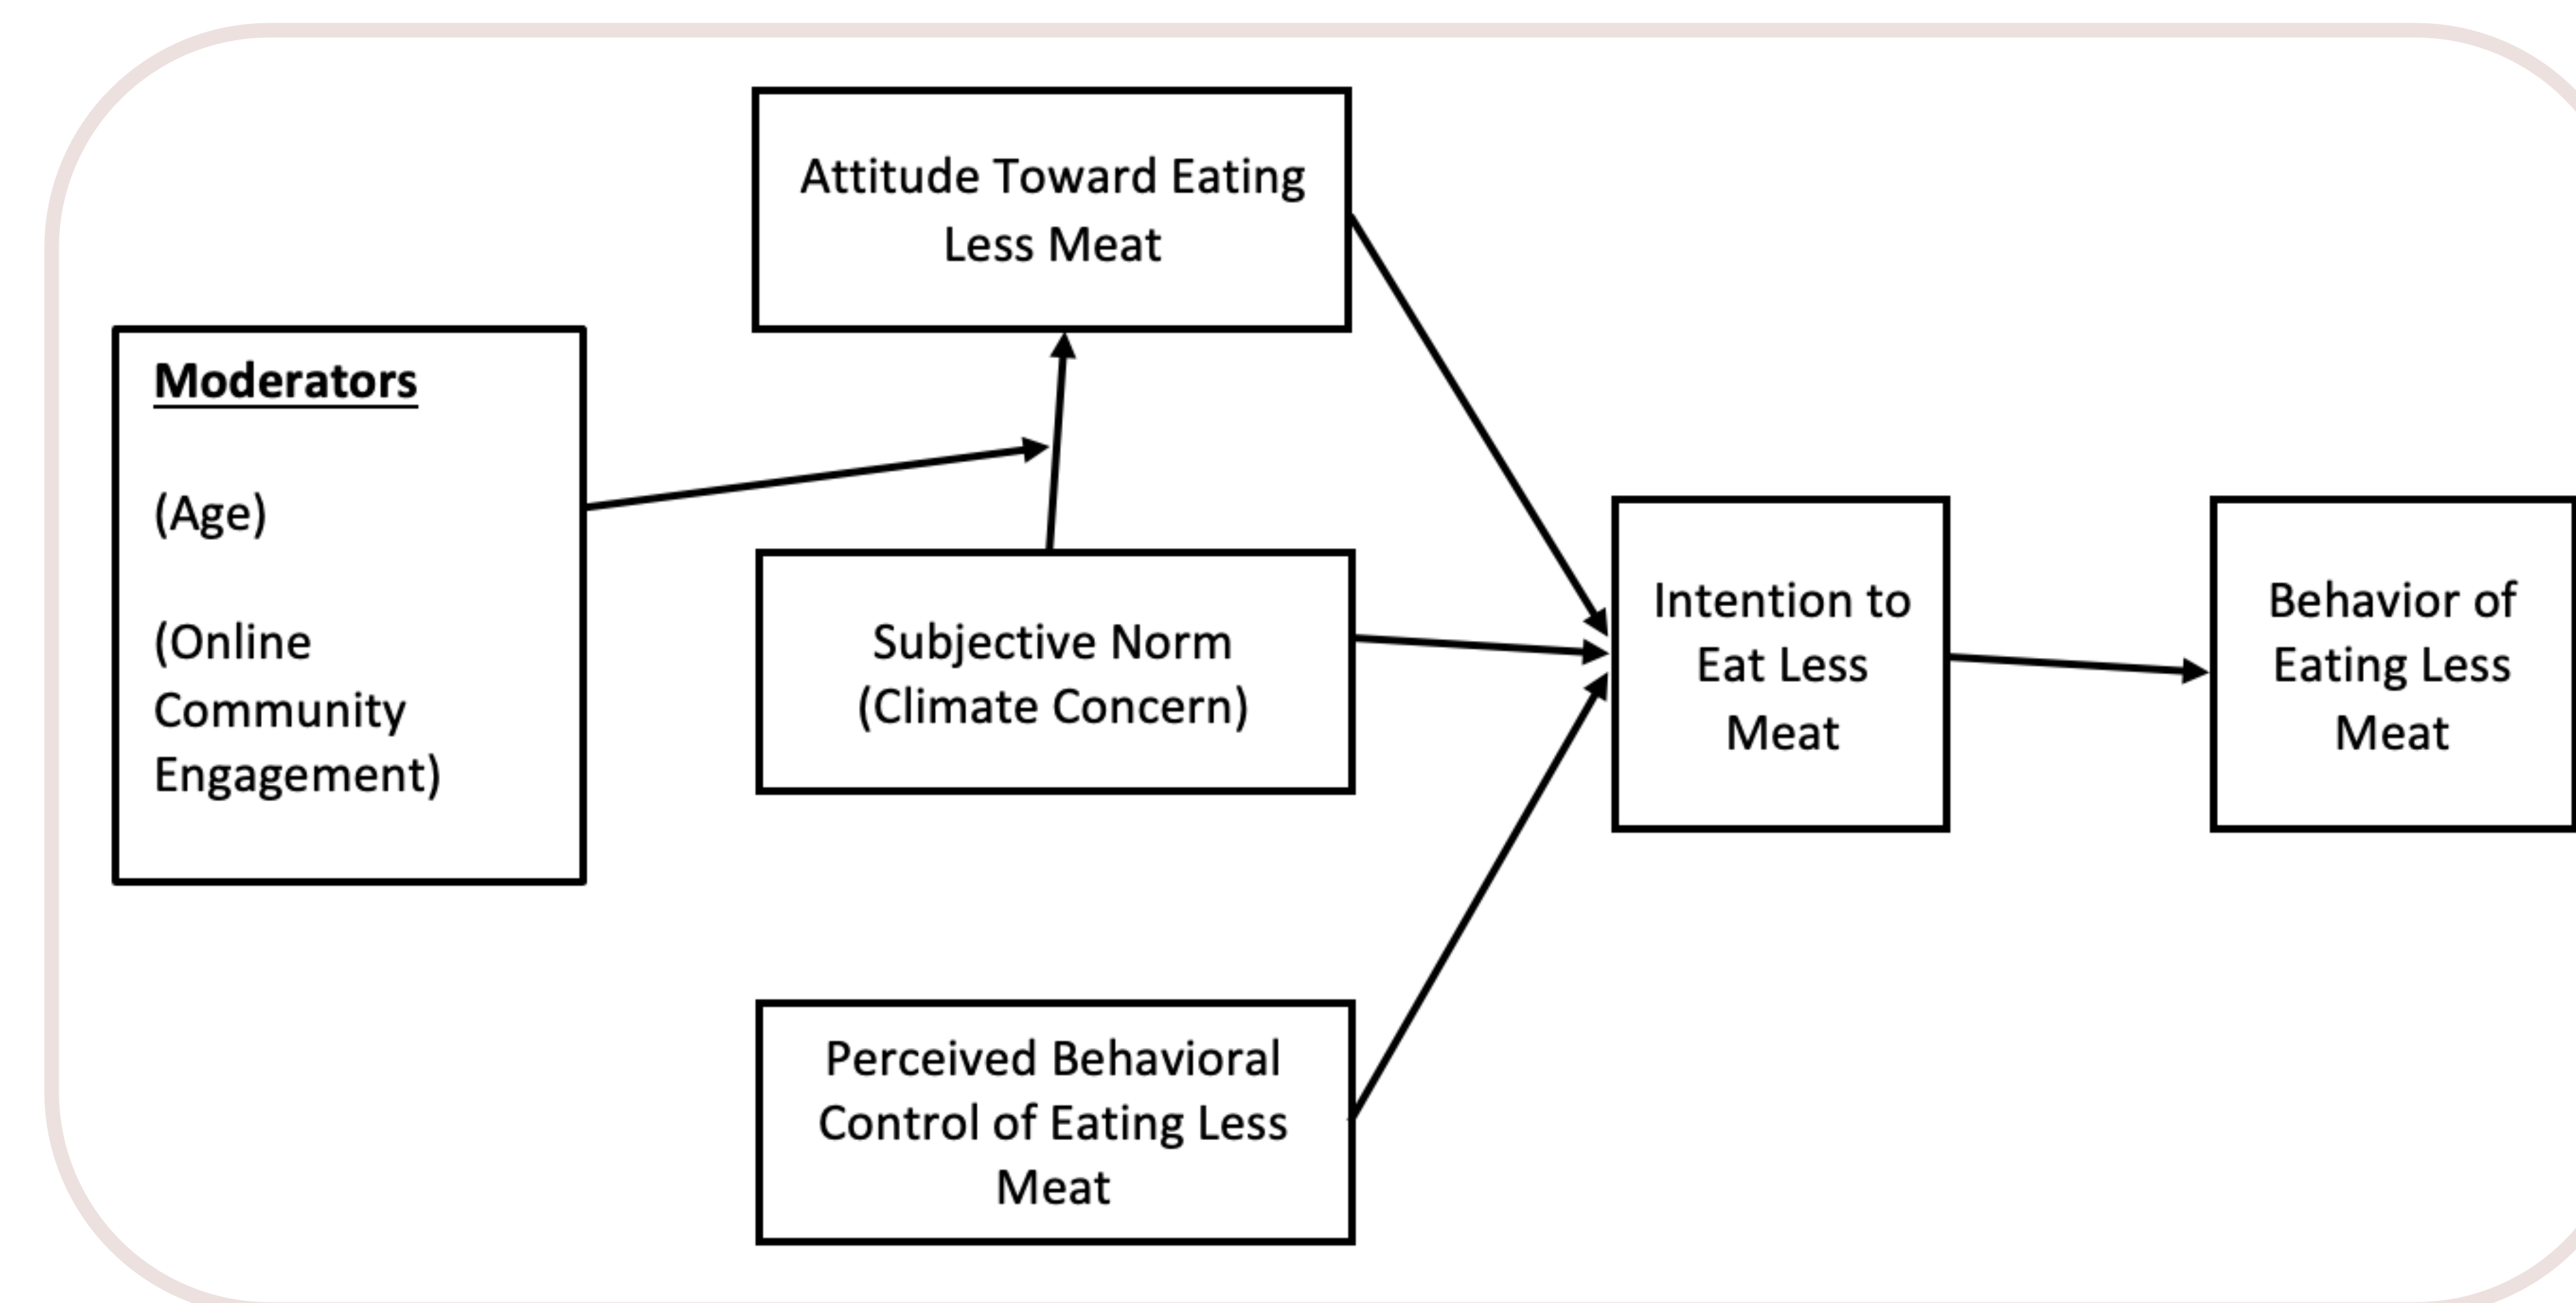 Attitude Toward Eating
Less Meat
Moderators
(Age)
(Online
Community
Engagement)
Subjective Norm
(Climate Concern)
Perceived Behavioral
Control of Eating Less
Meat
Intention to
Eat Less
Meat
Behavior of
Eating Less
Meat